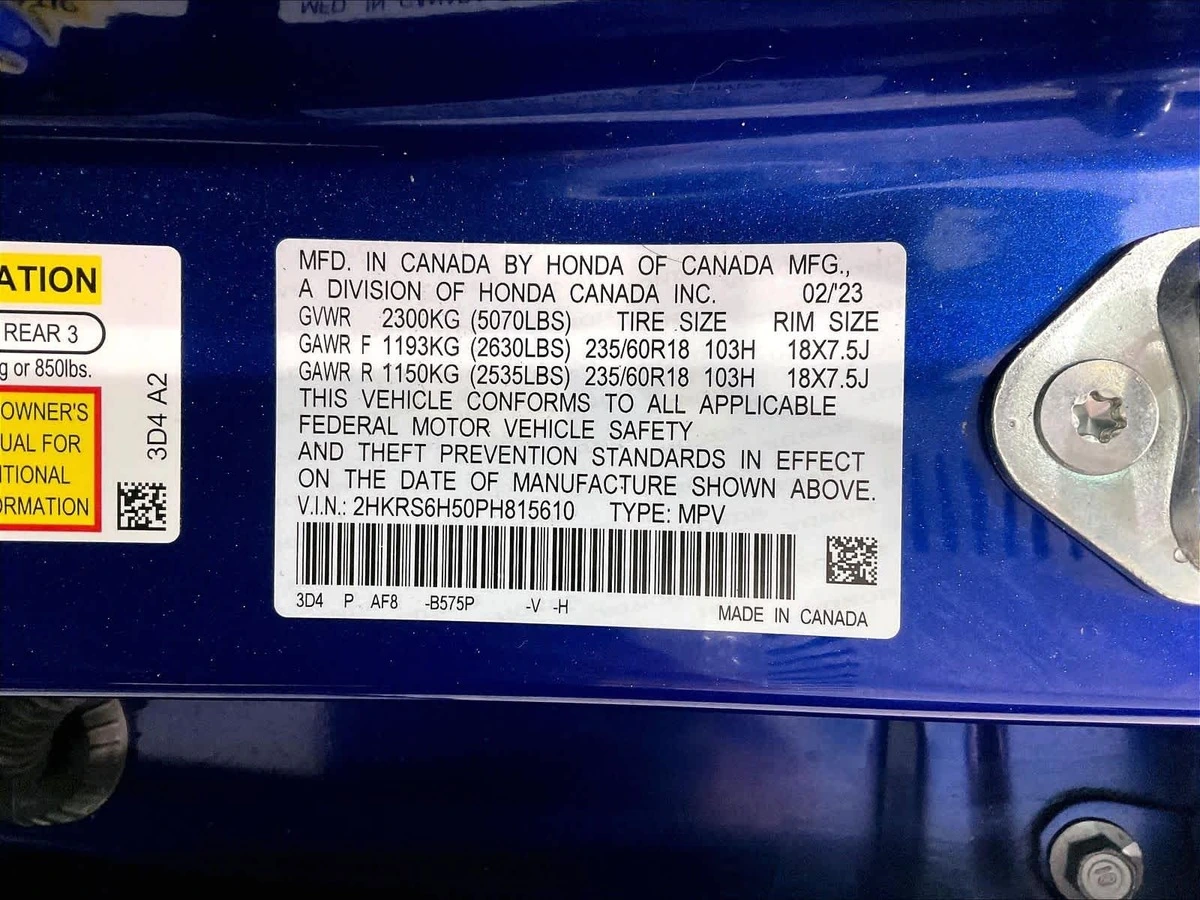 ATION
REAR 3
g or 850lbs.
OWNER'S
UAL FOR
ITIONAL
ORMATION
3D4 A2
MFD. IN CANADA BY HONDA OF CANADA MFG.,
A DIVISION OF HONDA CANADA INC. 02/'23
GVWR 2300KG (5070LBS) TIRE SIZE RIM SIZE
GAWR F 1193KG (2630LBS) 235/60R18 103H 18X7.5J
GAWR R 1150KG (2535LBS) 235/60R18 103H 18X7.5J
THIS VEHICLE CONFORMS TO ALL APPLICABLE
FEDERAL MOTOR VEHICLE SAFETY
AND THEFT PREVENTION STANDARDS IN EFFECT
ON THE DATE OF MANUFACTURE SHOWN ABOVE.
V.I.N.: 2HKRS6H50PH815610 TYPE: MPV
3D4 P AF8 -B575P -V -H
MADE IN CANADA